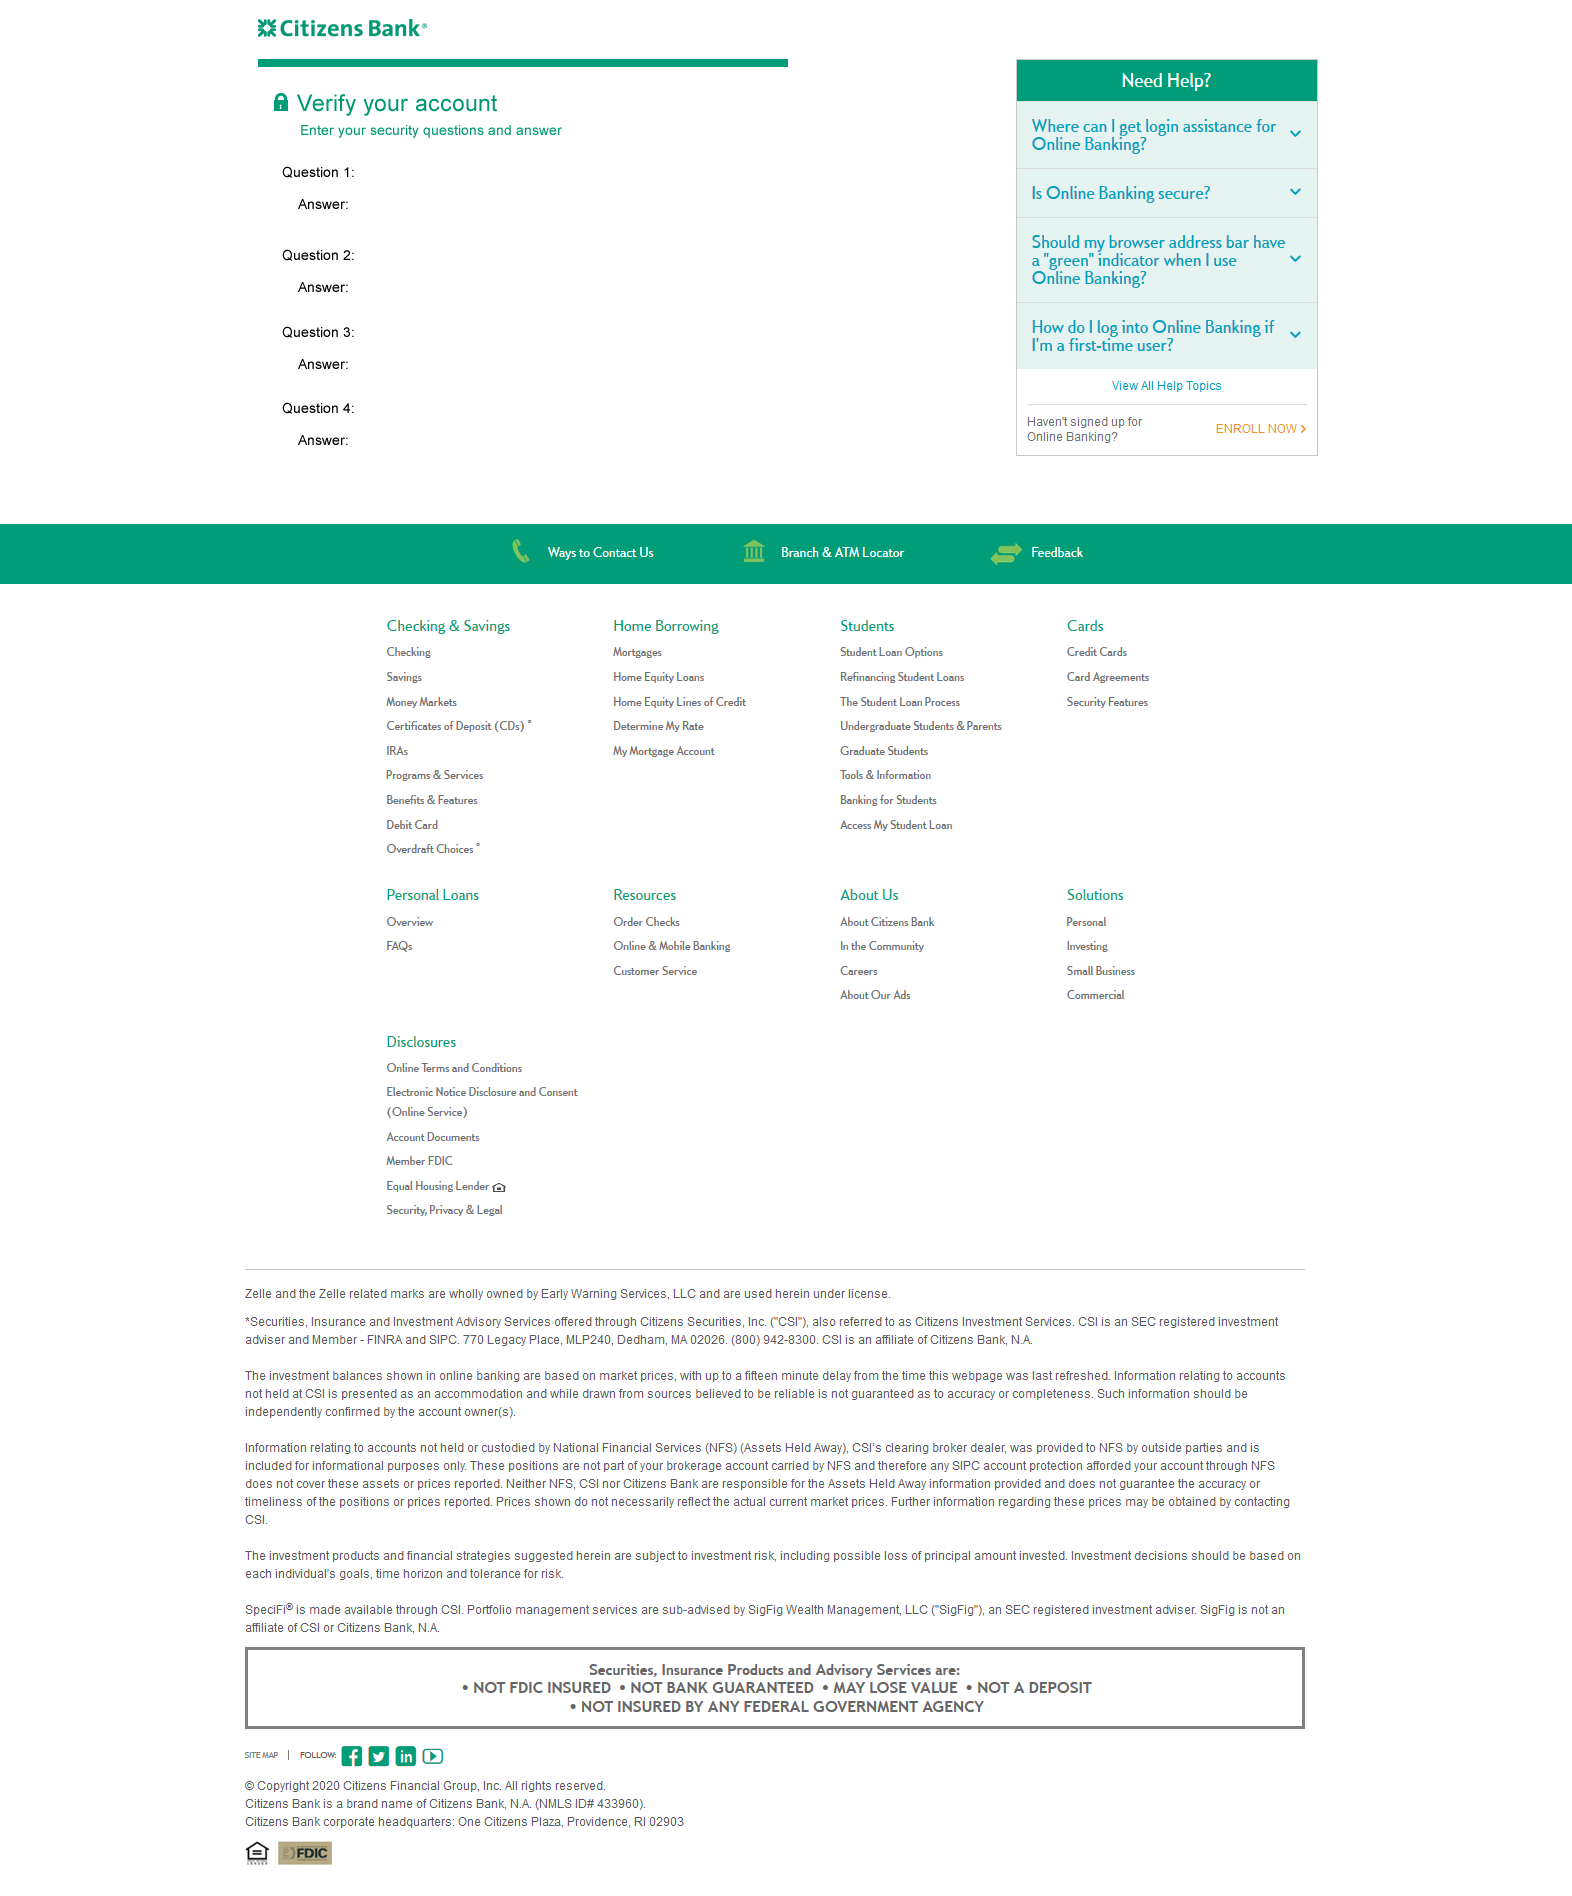 Citizens Bank®
Verify your account
Enter your security questions and answer
Question 1:
Answer:
Question 2:
Answer:
Question 3:
Answer:
Question 4:
Answer:
Need Help?
Where can I get login assistance for
Online Banking?
Is Online Banking secure?
Should my browser address bar have
a "green" indicator when I use
Online Banking?
How do I log into Online Banking if
I'm a first-time user?
View All Help Topics
Haven't signed up for
Online Banking?
ENROLL NOW
Ways to Contact Us
Branch & ATM Locator
Feedback
Checking & Savings
Checking
Savings
Money Markets
Certificates of Deposit (CDs) *
IRAs
Programs & Services
Benefits & Features
Debit Card
Overdraft Choices *
Home Borrowing
Mortgages
Home Equity Loans
Home Equity Lines of Credit
Determine My Rate
My Mortgage Account
Students
Student Loan Options
Refinancing Student Loans
The Student Loan Process
Undergraduate Students & Parents
Graduate Students
Tools & Information
Banking for Students
Access My Student Loan
Cards
Credit Cards
Card Agreements
Security Features
Personal Loans
Overview
FAQs
Resources
Order Checks
Online & Mobile Banking
Customer Service
About Us
About Citizens Bank
In the Community
Careers
About Our Ads
Solutions
Personal
Investing
Small Business
Commercial
Disclosures
Online Terms and Conditions
Electronic Notice Disclosure and Consent
(Online Service)
Account Documents
Member FDIC
Equal Housing Lender
Security, Privacy & Legal
Zelle and the Zelle related marks are wholly owned by Early Warning Services, LLC and are used herein under license.
*Securities, Insurance and Investment Advisory Services offered through Citizens Securities, Inc. ("CSI"), also referred to as Citizens Investment Services. CSI is an SEC registered investment
adviser and Member - FINRA and SIPC. 770 Legacy Place, MLP240, Dedham, MA 02026. (800) 942-8300. CSI is an affiliate of Citizens Bank, N.A.
The investment balances shown in online banking are based on market prices, with up to a fifteen minute delay from the time this webpage was last refreshed. Information relating to accounts
not held at CSI is presented as an accommodation and while drawn from sources believed to be reliable is not guaranteed as to accuracy or completeness. Such information should be
independently confirmed by the account owner(s).
Information relating to accounts not held or custodied by National Financial Services (NFS) (Assets Held Away), CSI's clearing broker dealer, was provided to NFS by outside parties and is
included for informational purposes only. These positions are not part of your brokerage account carried by NFS and therefore any SIPC account protection afforded your account through NFS
does not cover these assets or prices reported. Neither NFS, CSI nor Citizens Bank are responsible for the Assets Held Away information provided and does not guarantee the accuracy or
timeliness of the positions or prices reported. Prices shown do not necessarily reflect the actual current market prices. Further information regarding these prices may be obtained by contacting
CSI.
The investment products and financial strategies suggested herein are subject to investment risk, including possible loss of principal amount invested. Investment decisions should be based on
each individual's goals, time horizon and tolerance for risk.
SpeciFi® is made available through CSI. Portfolio management services are sub-advised by SigFig Wealth Management, LLC ("SigFig"), an SEC registered investment adviser. SigFig is not an
affiliate of CSI or Citizens Bank, N.A.
Securities, Insurance Products and Advisory Services are:
• NOT FDIC INSURED • NOT BANK GUARANTEED • MAY LOSE VALUE • NOT A DEPOSIT
• NOT INSURED BY ANY FEDERAL GOVERNMENT AGENCY
SITE MAP | FOLLOW:
© Copyright 2020 Citizens Financial Group, Inc. All rights reserved.
Citizens Bank is a brand name of Citizens Bank, N.A. (NMLS ID# 433960).
Citizens Bank corporate headquarters: One Citizens Plaza, Providence, RI 02903
FDIC